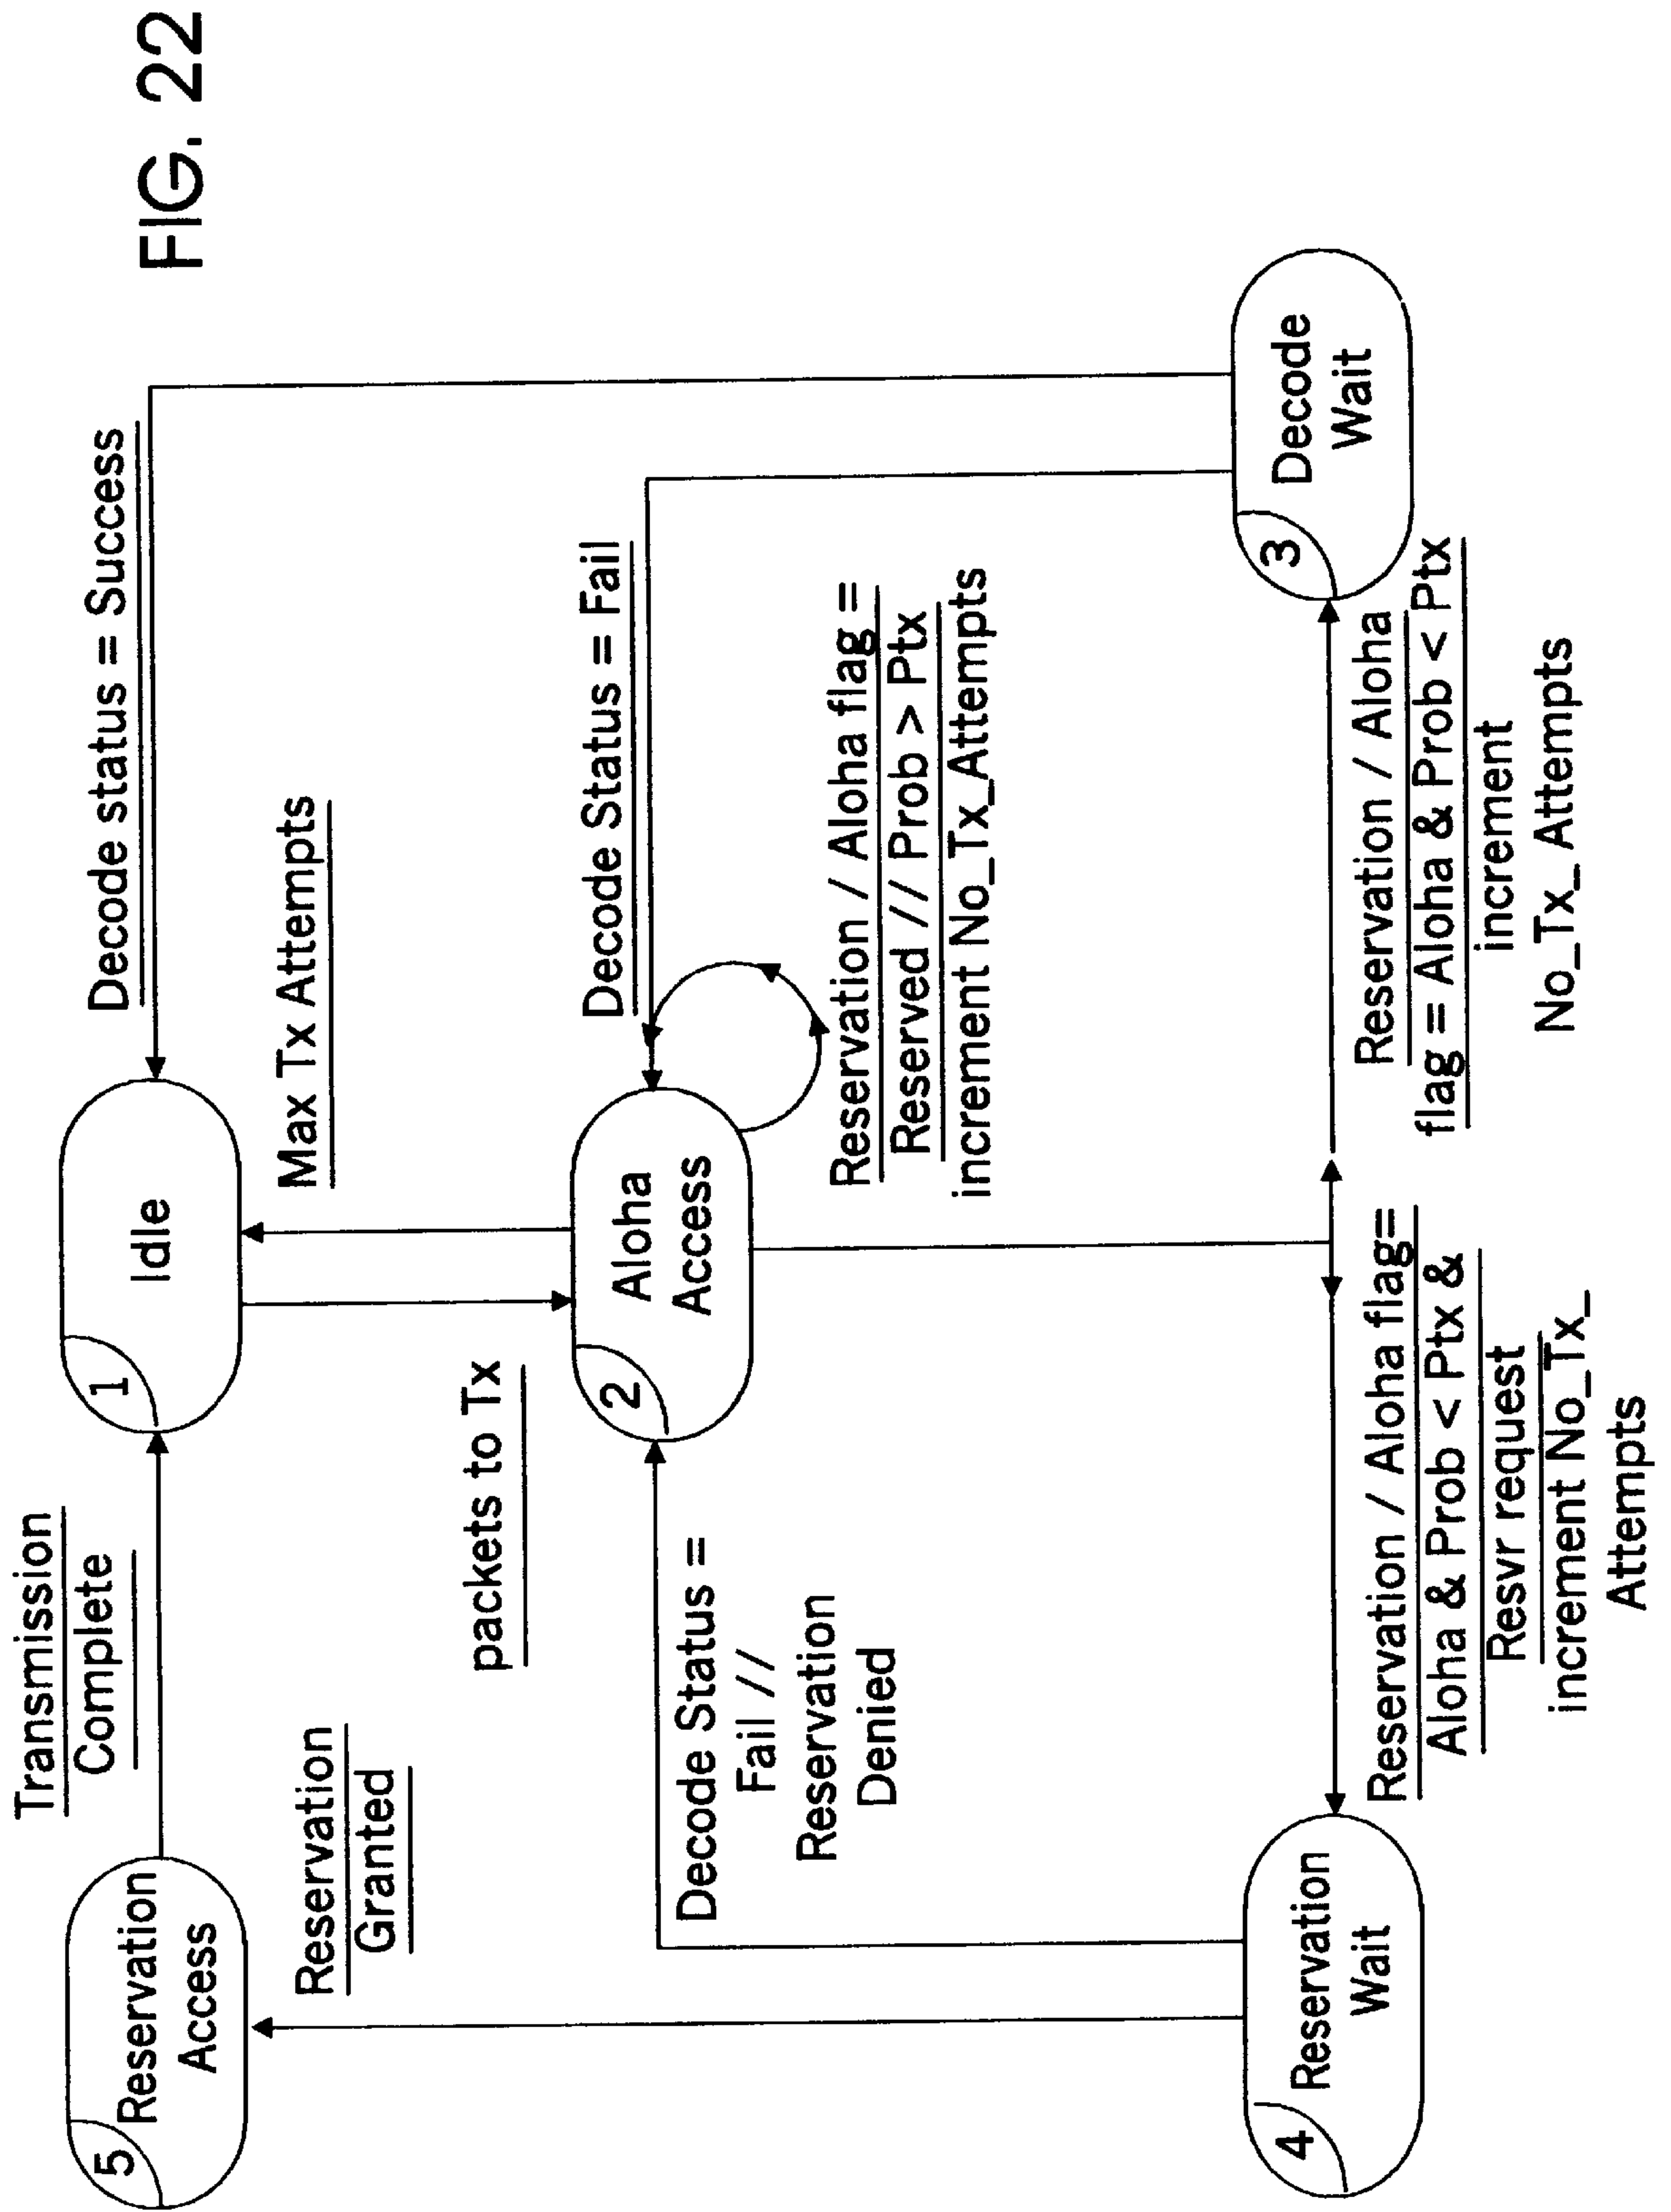 FIG. 22
Transmission
Complete
Decode status = Success
5
Reservation
Access
1
Idle
Reservation
Granted
Max Tx Attempts
packets to Tx
Decode Status = Fail
2
Aloha
Access
Decode Status =
Fail //
Reservation
Denied
Reservation / Aloha flag =
Reserved // Prob > Ptx
increment No_Tx_Attempts
4
Reservation
Wait
3
Decode
Wait
Reservation / Aloha flag=
Aloha & Prob < Ptx &
Resvr request
increment No_Tx_
Attempts
Reservation / Aloha
flag = Aloha & Prob < Ptx
increment
No_Tx_Attempts